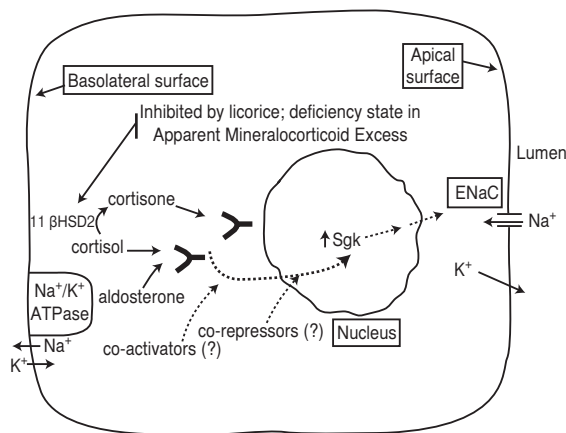 Basolateral surface
Apical
surface
Inhibited by licorice; deficiency state in
Apparent Mineralocorticoid Excess
Lumen
cortisone
ENaC
11 βHSD2
Sgk
Na⁺
cortisol
K⁺
Na⁺/K⁺
ATPase
aldosterone
co-repressors (?)
Nucleus
co-activators (?)
Na⁺
K⁺